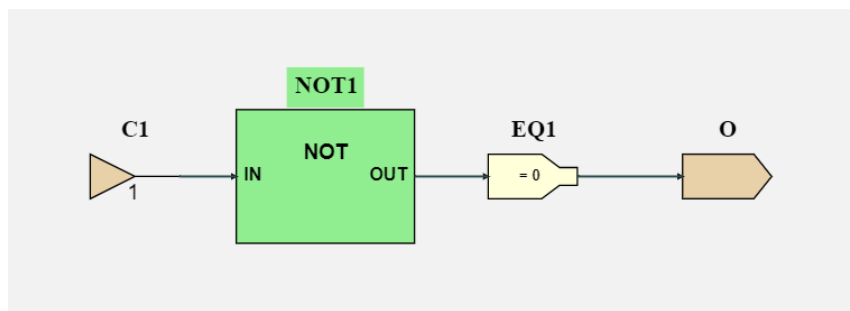 NOT1
C1
EQ1
O
NOT
IN
OUT
= 0
1